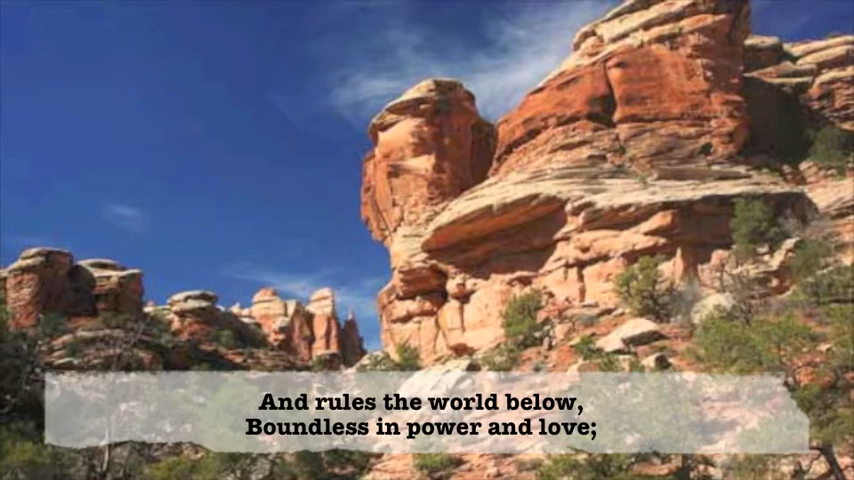 And rules the world below,
Boundless in power and love;